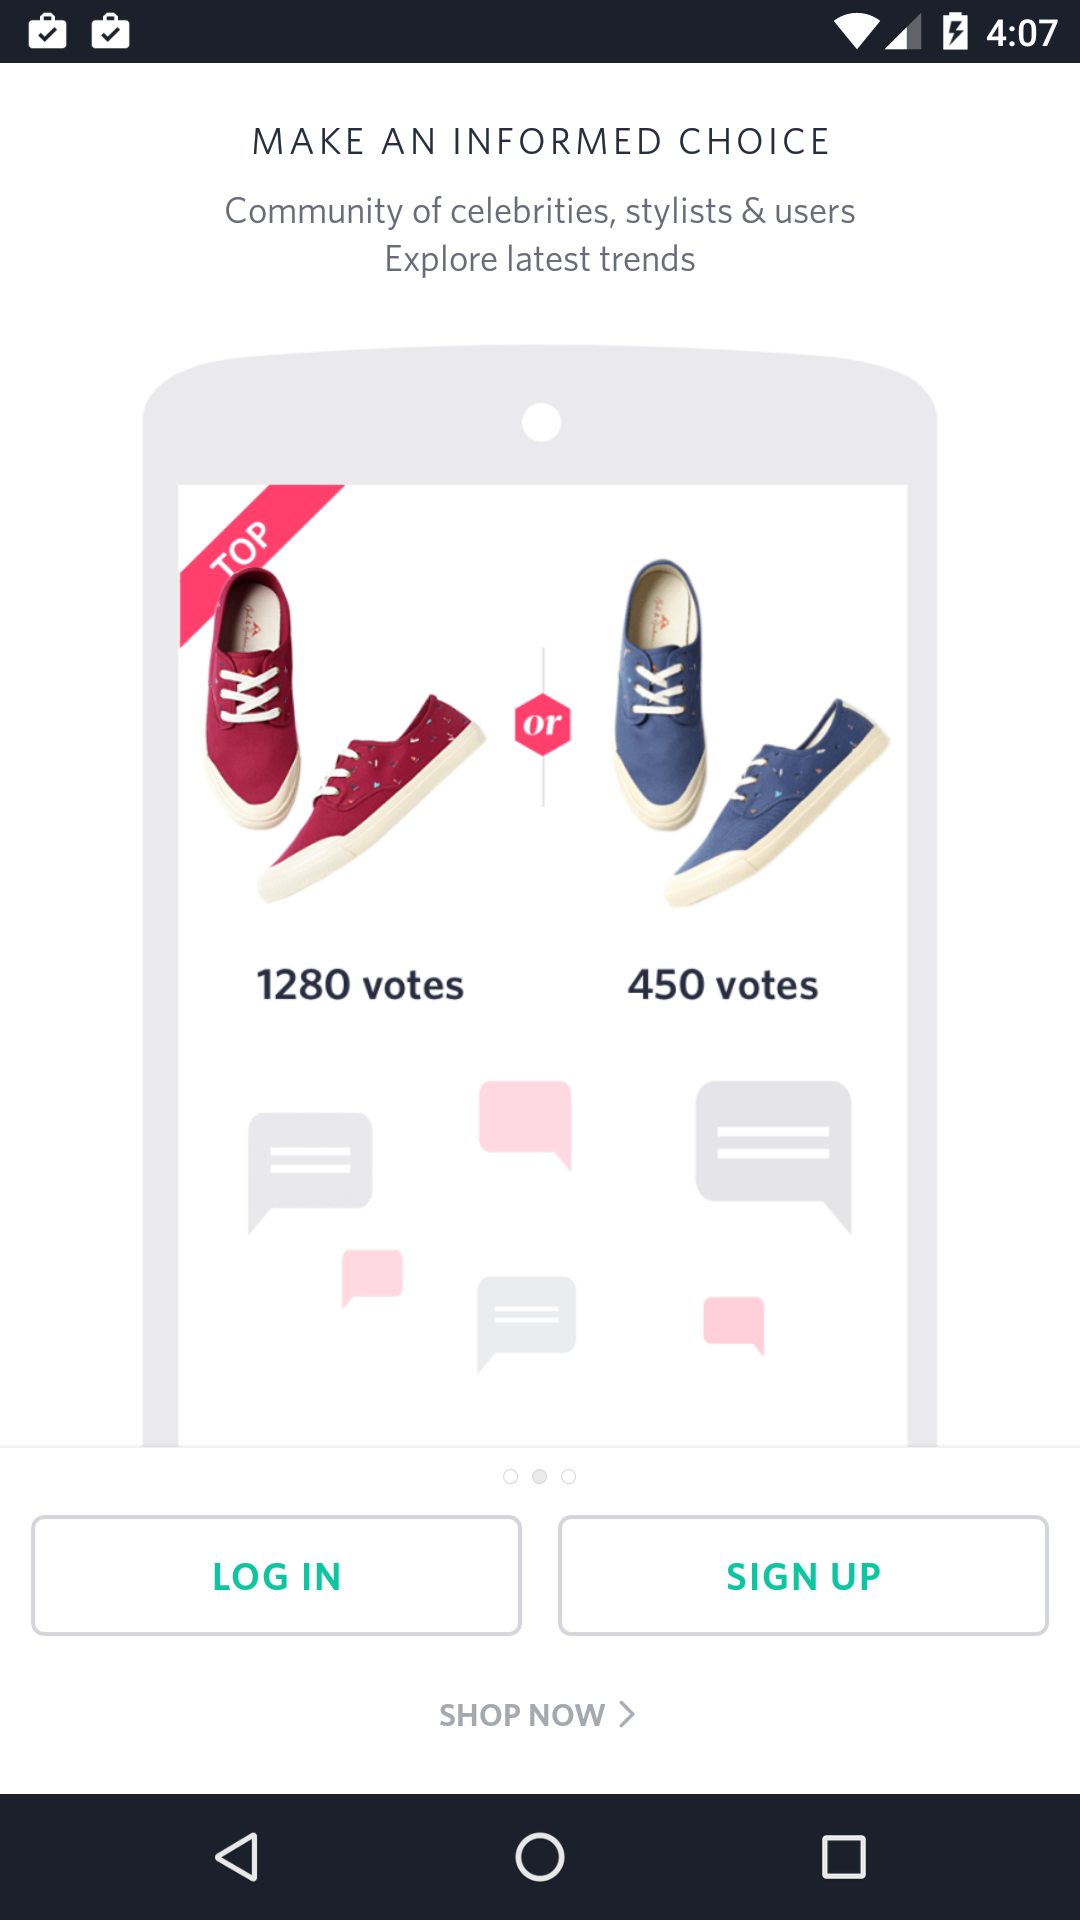 4:07
MAKE AN INFORMED CHOICE
Community of celebrities, stylists & users
Explore latest trends
TOP
or
1280 votes
450 votes
LOG IN
SIGN UP
SHOP NOW